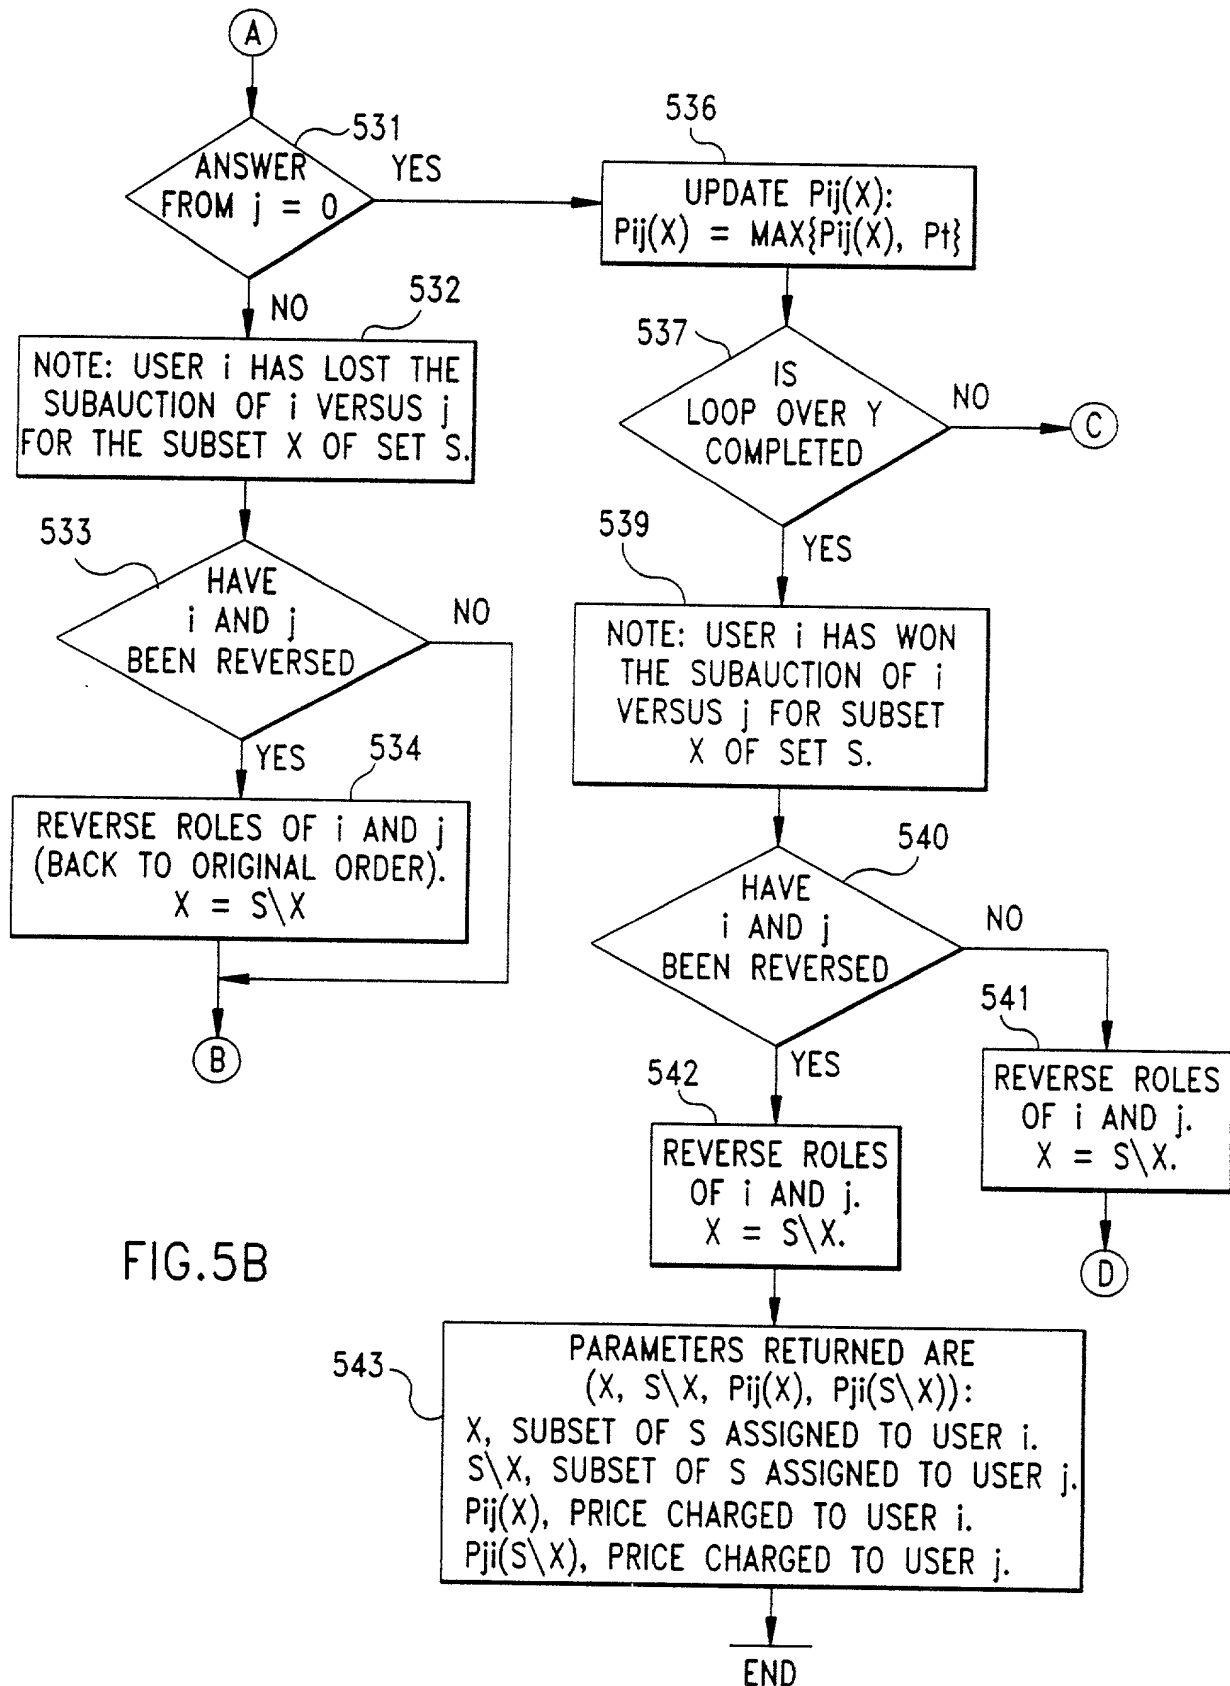 A
531
ANSWER
FROM j = 0
YES
NO
532
NOTE: USER i HAS LOST THE
SUBAUCTION OF i VERSUS j
FOR THE SUBSET X OF SET S.
533
HAVE
i AND j
BEEN REVERSED
NO
YES
534
REVERSE ROLES OF i AND j
(BACK TO ORIGINAL ORDER).
X = S\X
B
536
UPDATE Pij(X):
Pij(X) = MAX{Pij(X), Pt}
537
IS
LOOP OVER Y
COMPLETED
NO
C
YES
539
NOTE: USER i HAS WON
THE SUBAUCTION OF i
VERSUS j FOR SUBSET
X OF SET S.
540
HAVE
i AND j
BEEN REVERSED
NO
541
REVERSE ROLES
OF i AND j.
X = S\X.
D
YES
542
REVERSE ROLES
OF i AND j.
X = S\X.
543
PARAMETERS RETURNED ARE
(X, S\X, Pij(X), Pji(S\X)):
X, SUBSET OF S ASSIGNED TO USER i.
S\X, SUBSET OF S ASSIGNED TO USER j.
Pij(X), PRICE CHARGED TO USER i.
Pji(S\X), PRICE CHARGED TO USER j.
END
FIG.5B